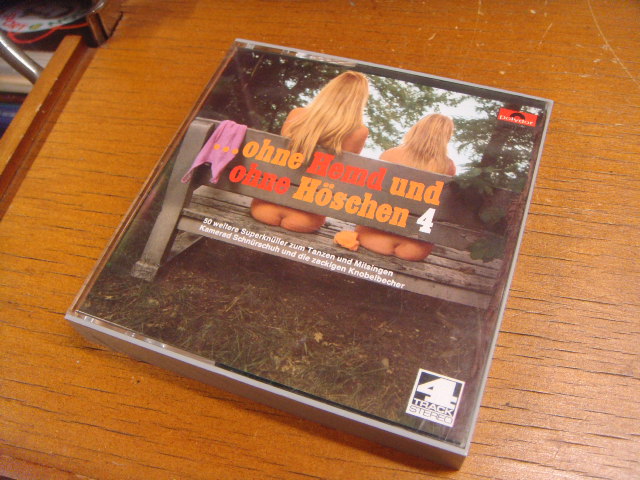 Polydor
... ohne Hemd und
ohne Höschen 4
50 weitere Superknüller zum Tanzen und Mitsingen
Kamerad Schnürschuh und die zackigen Knobelbecher
4
TRACK
STEREO